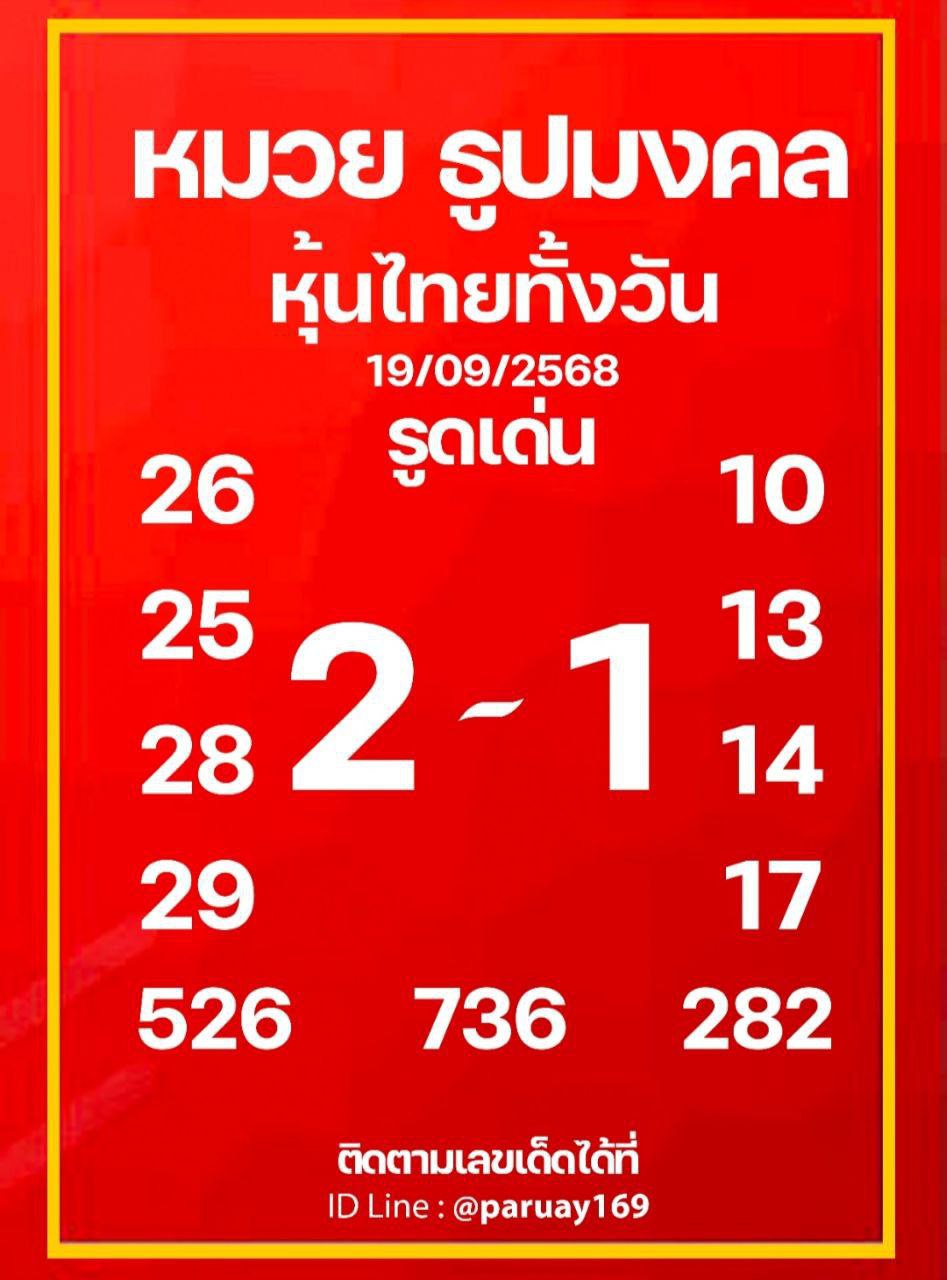 หมวย ธูปมงคล
หุ้นไทยทั้งวัน
19/09/2568
รูดเด่น
26 10
25 13
2 - 1
28 14
29 17
526 736 282
ติดตามเลขเด็ดได้ที่
ID Line : @paruay169